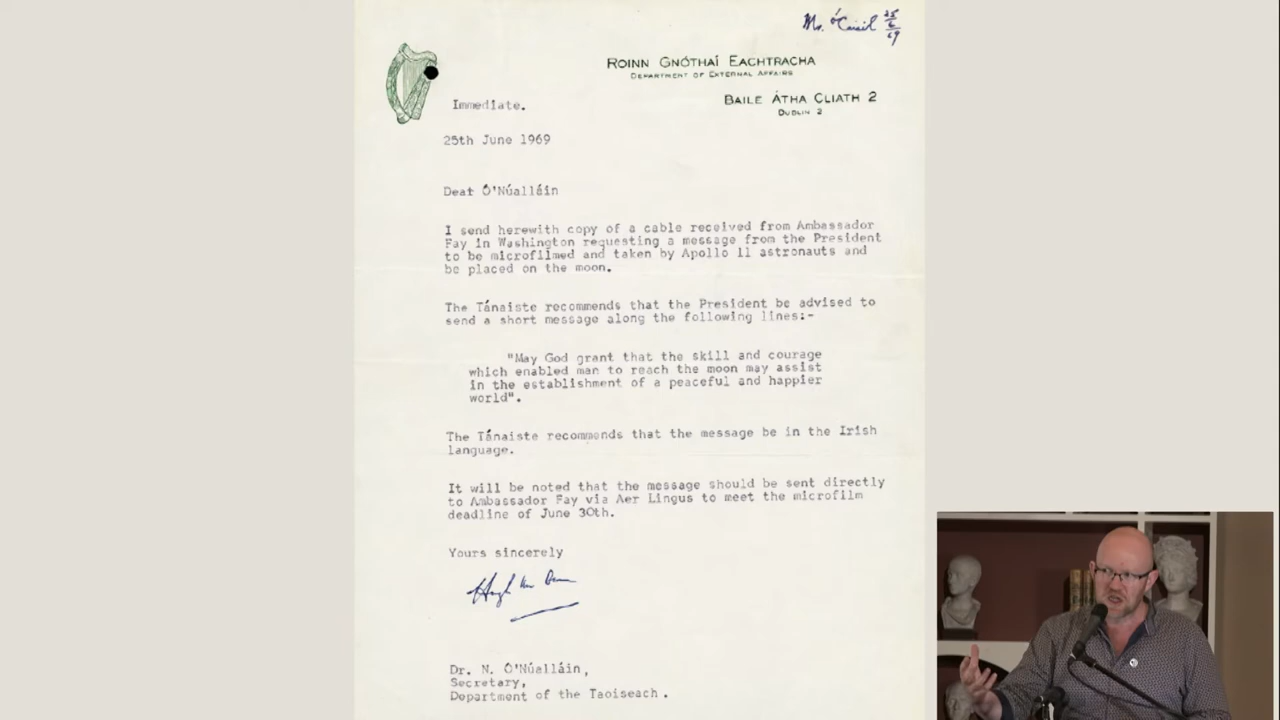 Mr. Ó'Caisil 25/6/69
ROINN GNÓTHAÍ EACHTRACHA
DEPARTMENT OF EXTERNAL AFFAIRS
BAILE ÁTHA CLIATH 2
DUBLIN 2
Immediate.
25th June 1969
Dear Ó'Núalláin
I send herewith copy of a cable received from Ambassador
Fay in Washington requesting a message from the President
to be microfilmed and taken by Apollo 11 astronauts and
be placed on the moon.
The Tánaiste recommends that the President be advised to
send a short message along the following lines:-
"May God grant that the skill and courage
which enabled man to reach the moon may assist
in the establishment of a peaceful and happier
world".
The Tánaiste recommends that the message be in the Irish
language.
It will be noted that the message should be sent directly
to Ambassador Fay via Aer Lingus to meet the microfilm
deadline of June 30th.
Yours sincerely
Dr. N. Ó'Núalláin,
Secretary,
Department of the Taoiseach.